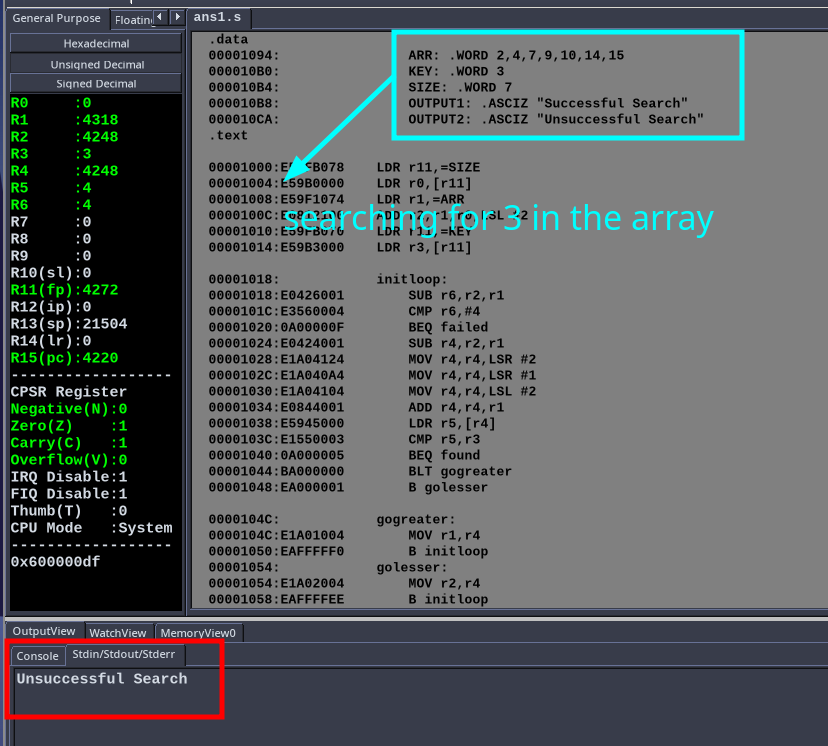 General Purpose Floating
Hexadecimal
Unsigned Decimal
Signed Decimal
R0 :0
R1 :4318
R2 :4248
R3 :3
R4 :4248
R5 :4
R6 :4
R7 :0
R8 :0
R9 :0
R10(sl):0
R11(fp):4272
R12(ip):0
R13(sp):21504
R14(lr):0
R15(pc):4220
------------------
CPSR Register
Negative(N):0
Zero(Z) :1
Carry(C) :1
Overflow(V):0
IRQ Disable:1
FIQ Disable:1
Thumb(T) :0
CPU Mode :System
------------------
0x600000df
ans1.s
.data
00001094: ARR: .WORD 2,4,7,9,10,14,15
000010B0: KEY: .WORD 3
000010B4: SIZE: .WORD 7
000010B8: OUTPUT1: .ASCIZ "Successful Search"
000010CA: OUTPUT2: .ASCIZ "Unsuccessful Search"
.text
00001000: LDR r11,=SIZE
00001004:E59B0000 LDR r0,[r11]
00001008:E59F1074 LDR r1,=ARR
0000100C:
searching for 3 in the array
00001010: LDR r11,=KEY
00001014:E59B3000 LDR r3,[r11]
00001018: initloop:
00001018:E0426001 SUB r6,r2,r1
0000101C:E3560004 CMP r6,#4
00001020:0A00000F BEQ failed
00001024:E0424001 SUB r4,r2,r1
00001028:E1A04124 MOV r4,r4,LSR #2
0000102C:E1A040A4 MOV r4,r4,LSR #1
00001030:E1A04104 MOV r4,r4,LSL #2
00001034:E0844001 ADD r4,r4,r1
00001038:E5945000 LDR r5,[r4]
0000103C:E1550003 CMP r5,r3
00001040:0A000005 BEQ found
00001044:BA000000 BLT gogreater
00001048:EA000001 B golesser
0000104C: gogreater:
0000104C:E1A01004 MOV r1,r4
00001050:EAFFFFF0 B initloop
00001054: golesser:
00001054:E1A02004 MOV r2,r4
00001058:EAFFFFEE B initloop
OutputView WatchView MemoryView0
Console Stdin/Stdout/Stderr
Unsuccessful Search